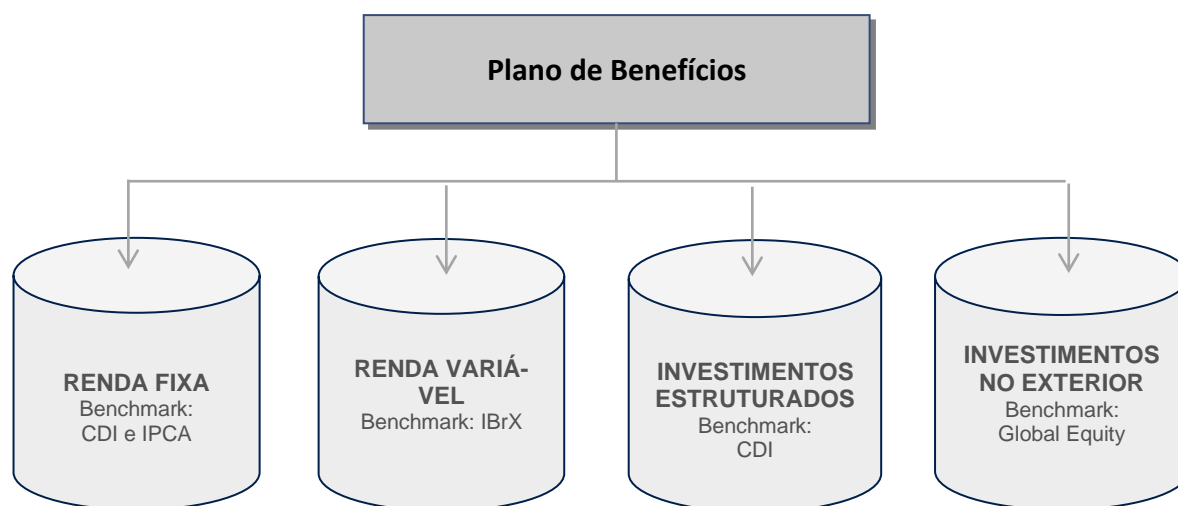 Plano de Benefícios
RENDA FIXA
Benchmark:
CDI e IPCA
RENDA VARIÁ-
VEL
Benchmark: IBrX
INVESTIMENTOS
ESTRUTURADOS
Benchmark:
CDI
INVESTIMENTOS
NO EXTERIOR
Benchmark:
Global Equity